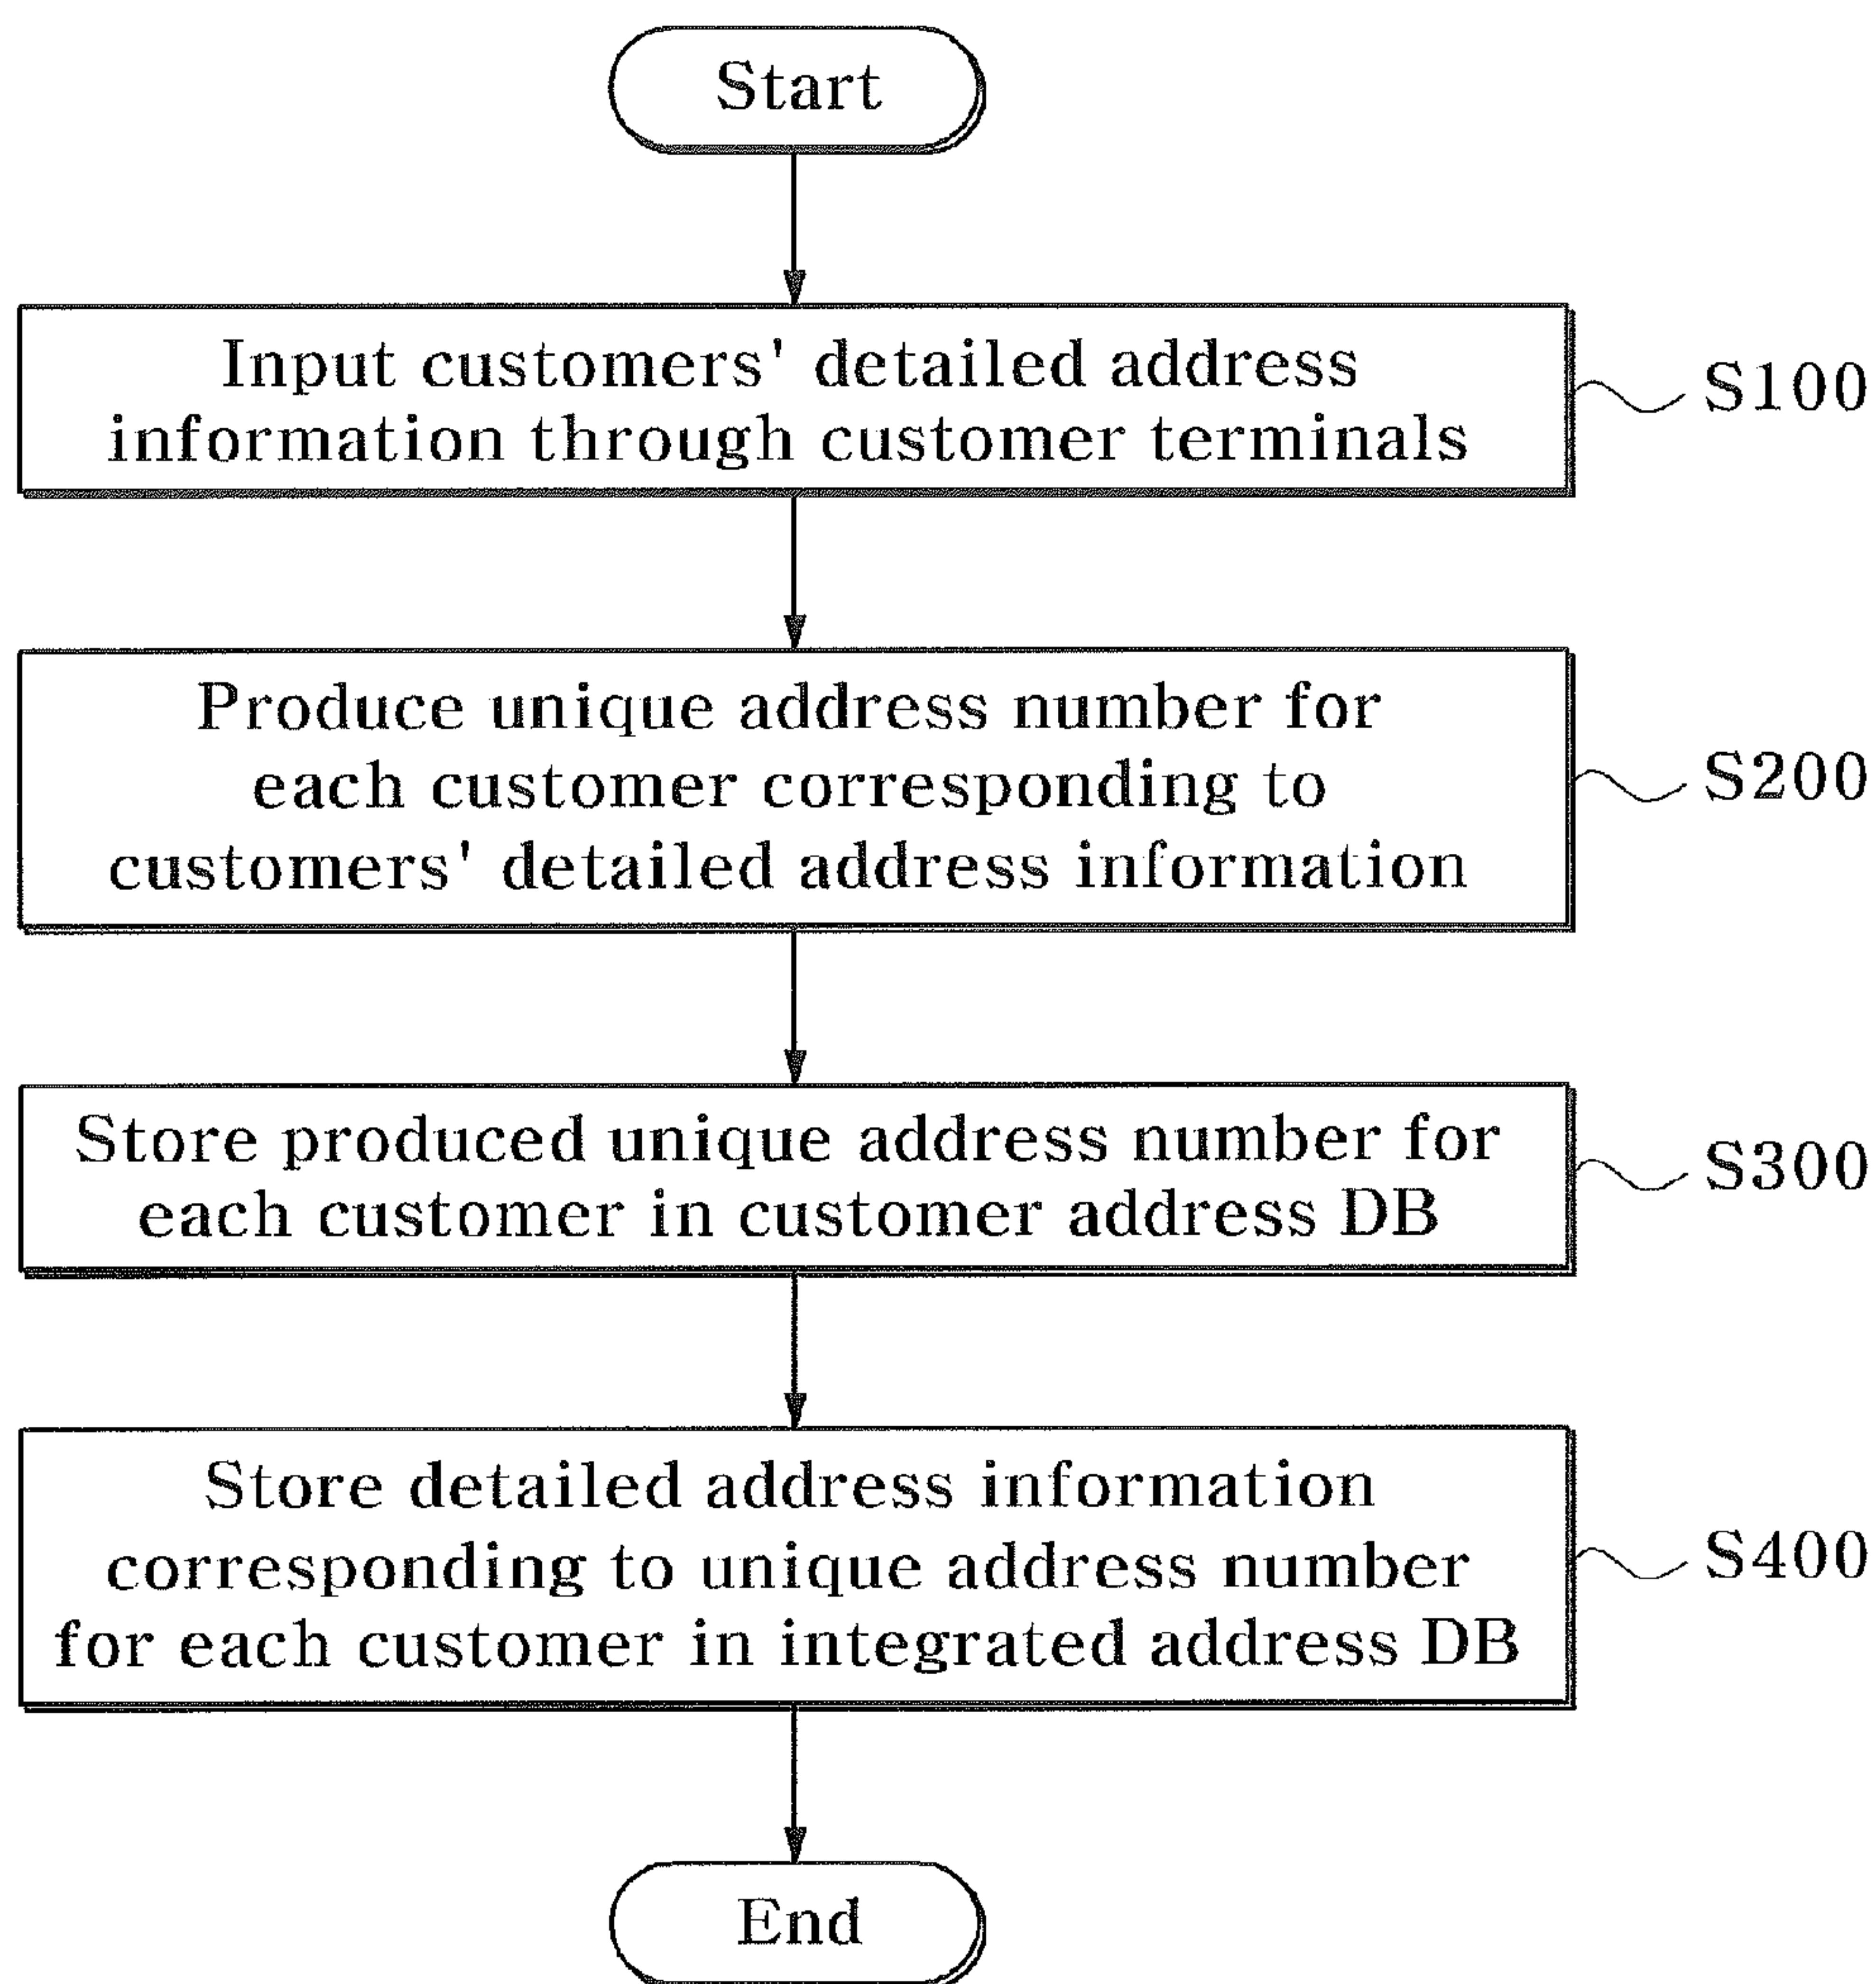 Start
Input customers' detailed address
information through customer terminals
S100
Produce unique address number for
each customer corresponding to
customers' detailed address information
S200
Store produced unique address number for
each customer in customer address DB
S300
Store detailed address information
corresponding to unique address number
for each customer in integrated address DB
S400
End